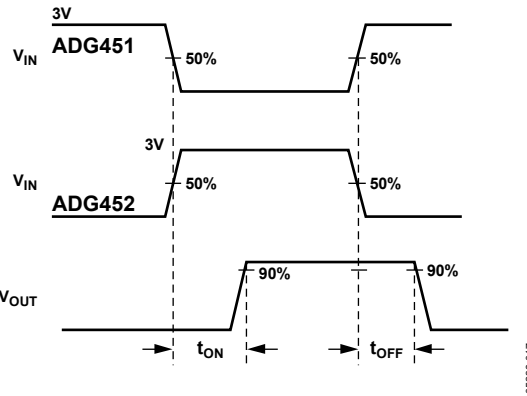 3V
VIN ADG451
50% 50%
3V
VIN
50% 50%
ADG452
90% 90%
VOUT
tON tOFF